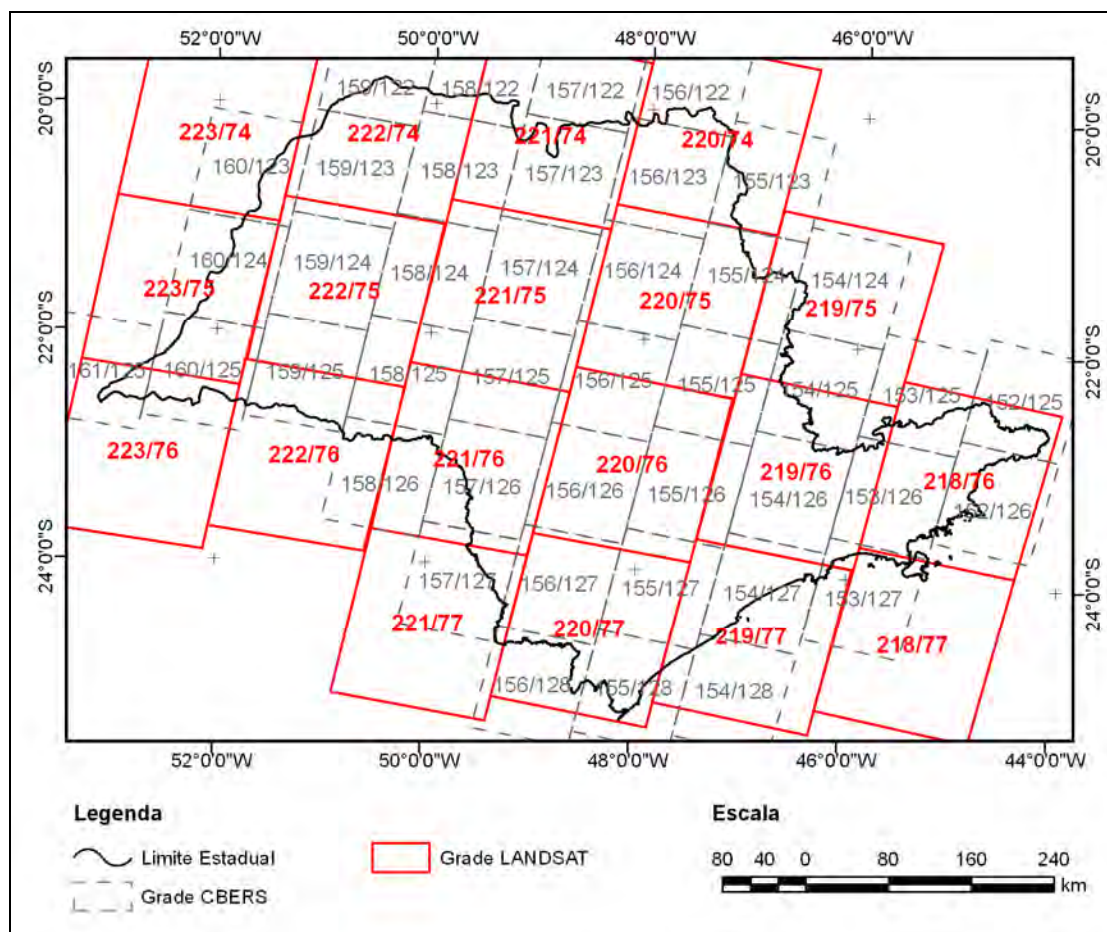 52°0'0"W 50°0'0"W 48°0'0"W 46°0'0"W
20°0'0"S
22°0'0"S
24°0'0"S
20°0'0"S
22°0'0"S
24°0'0"S
159/122 158/122 157/122 156/122
223/74 222/74 221/74 220/74
160/123 159/123 158/123 157/123 156/123 155/123
160/124 159/124 158/124 157/124 156/124 155/124 154/124
223/75 222/75 221/75 220/75 219/75
161/125 160/125 159/125 158/125 157/125 156/125 155/125 154/125 153/125 152/125
223/76 222/76 221/76 220/76 219/76 218/76
158/126 157/126 156/126 155/126 154/126 153/126 152/126
157/127 156/127 155/127 154/127 153/127
221/77 220/77 219/77 218/77
156/128 155/128 154/128
52°0'0"W 50°0'0"W 48°0'0"W 46°0'0"W 44°0'0"W
Legenda
Limite Estadual
Grade CBERS
Grade LANDSAT
Escala
80 40 0 80 160 240
km